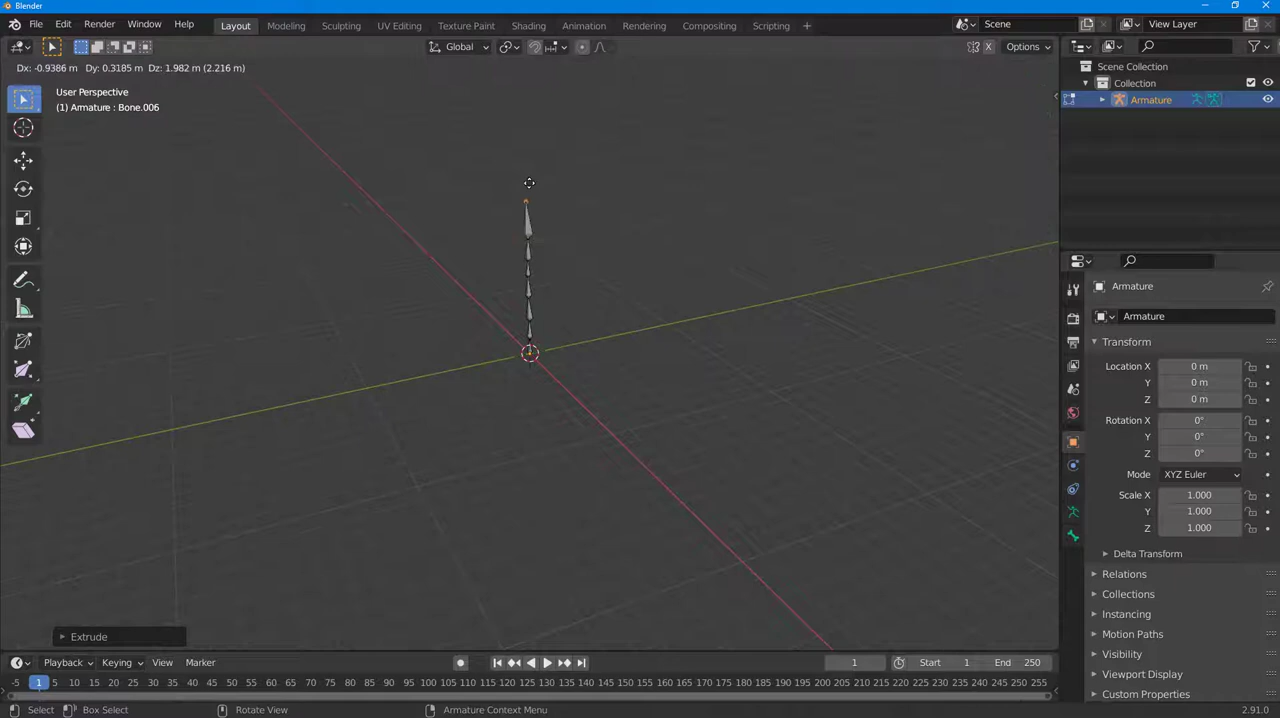 Blender
File Edit Render Window Help Layout Modeling Sculpting UV Editing Texture Paint Shading Animation Rendering Compositing Scripting + Scene View Layer
Global Options
Dx: -0.9386 m Dy: 0.3185 m Dz: 1.982 m (2.216 m)
User Perspective
(1) Armature : Bone.006
X
Scene Collection
Collection
Armature
Armature
Armature
Transform
Location X 0 m
Y 0 m
Z 0 m
Rotation X 0°
Y 0°
Z 0°
Mode XYZ Euler
Scale X 1.000
Y 1.000
Z 1.000
Delta Transform
Relations
Collections
Instancing
Motion Paths
Visibility
Viewport Display
Custom Properties
Extrude
Playback Keying View Marker 1 Start 1 End 250
-5 1 5 10 15 20 25 30 35 40 45 50 55 60 65 70 75 80 85 90 95 100 105 110 115 120 125 130 135 140 145 150 155 160 165 170 175 180 185 190 195 200 205 210 215 220 225 230 235 240 245 250 255
Select Box Select Rotate View Armature Context Menu 2.91.0